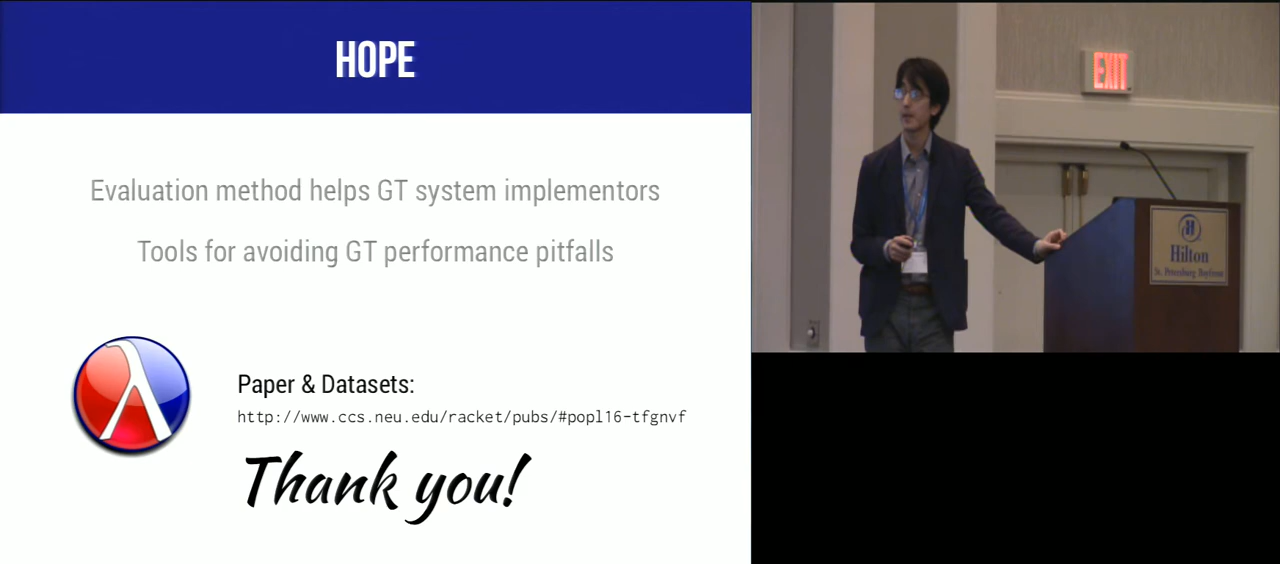 HOPE
Evaluation method helps GT system implementors
Tools for avoiding GT performance pitfalls
λ
Paper & Datasets:
http://www.ccs.neu.edu/racket/pubs/#popl16-tfgnvf
Thank you!
EXIT
Hilton
St. Petersburg Bayfront